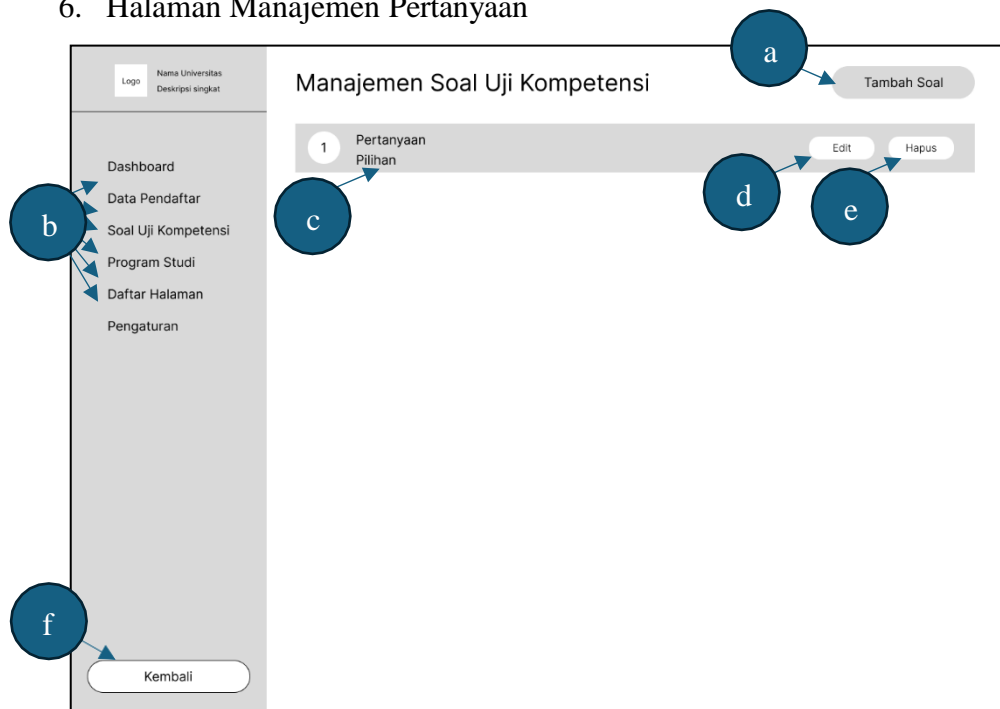 6. Halaman Manajemen Pertanyaan
a
Logo
Nama Universitas
Deskripsi singkat
Manajemen Soal Uji Kompetensi
Tambah Soal
1
Pertanyaan
Pilihan
Edit
Hapus
Dashboard
Data Pendaftar
Soal Uji Kompetensi
Program Studi
Daftar Halaman
Pengaturan
b
c
d
e
f
Kembali